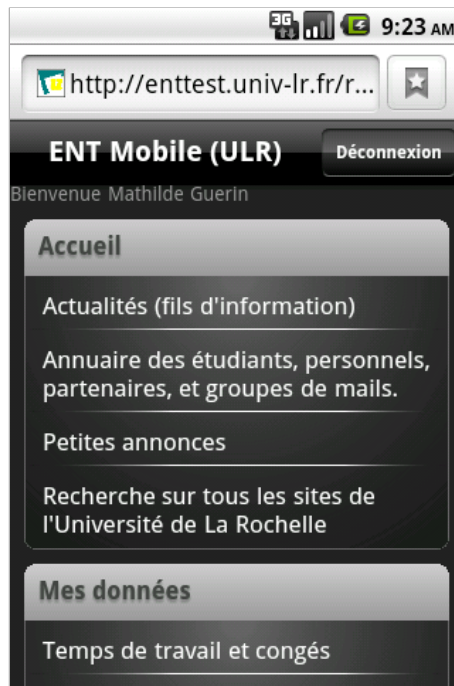 3G 9:23 AM
http://enttest.univ-lr.fr/r...
ENT Mobile (ULR) Déconnexion
Bienvenue Mathilde Guerin
Accueil
Actualités (fils d'information)
Annuaire des étudiants, personnels,
partenaires, et groupes de mails.
Petites annonces
Recherche sur tous les sites de
l'Université de La Rochelle
Mes données
Temps de travail et congés